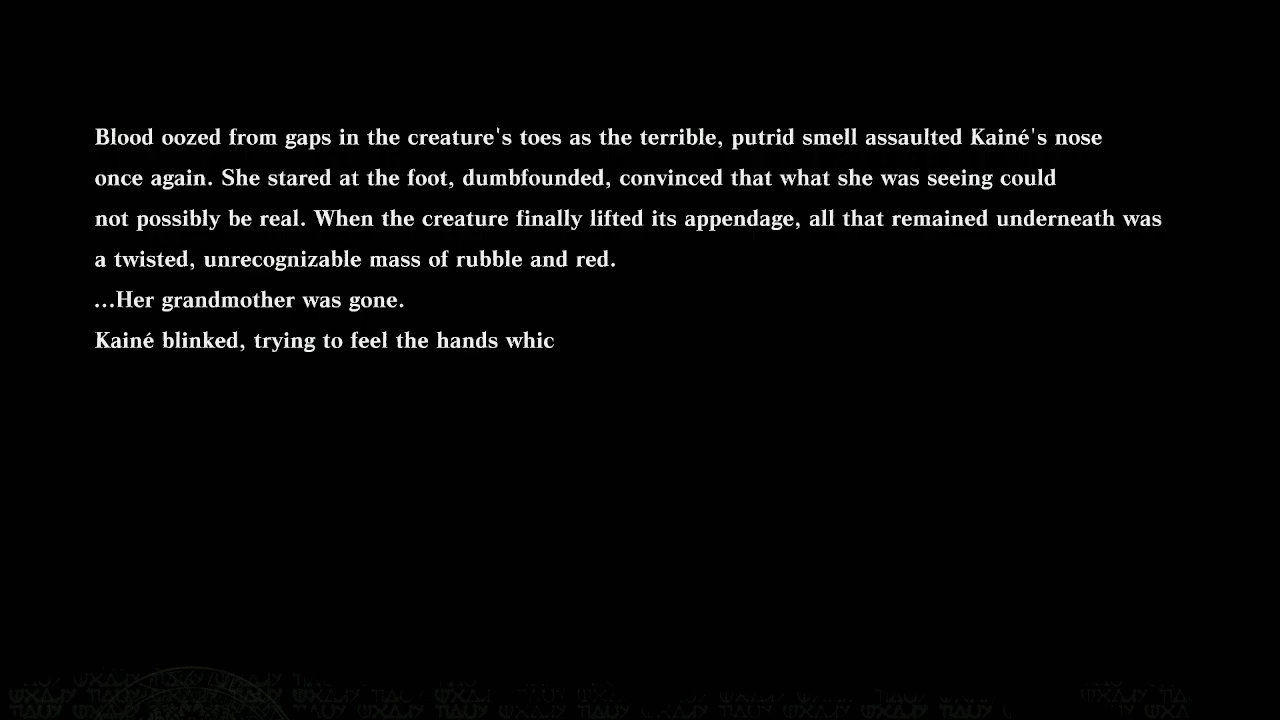 Blood oozed from gaps in the creature's toes as the terrible, putrid smell assaulted Kainé's nose
once again. She stared at the foot, dumbfounded, convinced that what she was seeing could
not possibly be real. When the creature finally lifted its appendage, all that remained underneath was
a twisted, unrecognizable mass of rubble and red.
...Her grandmother was gone.
Kainé blinked, trying to feel the hands whic